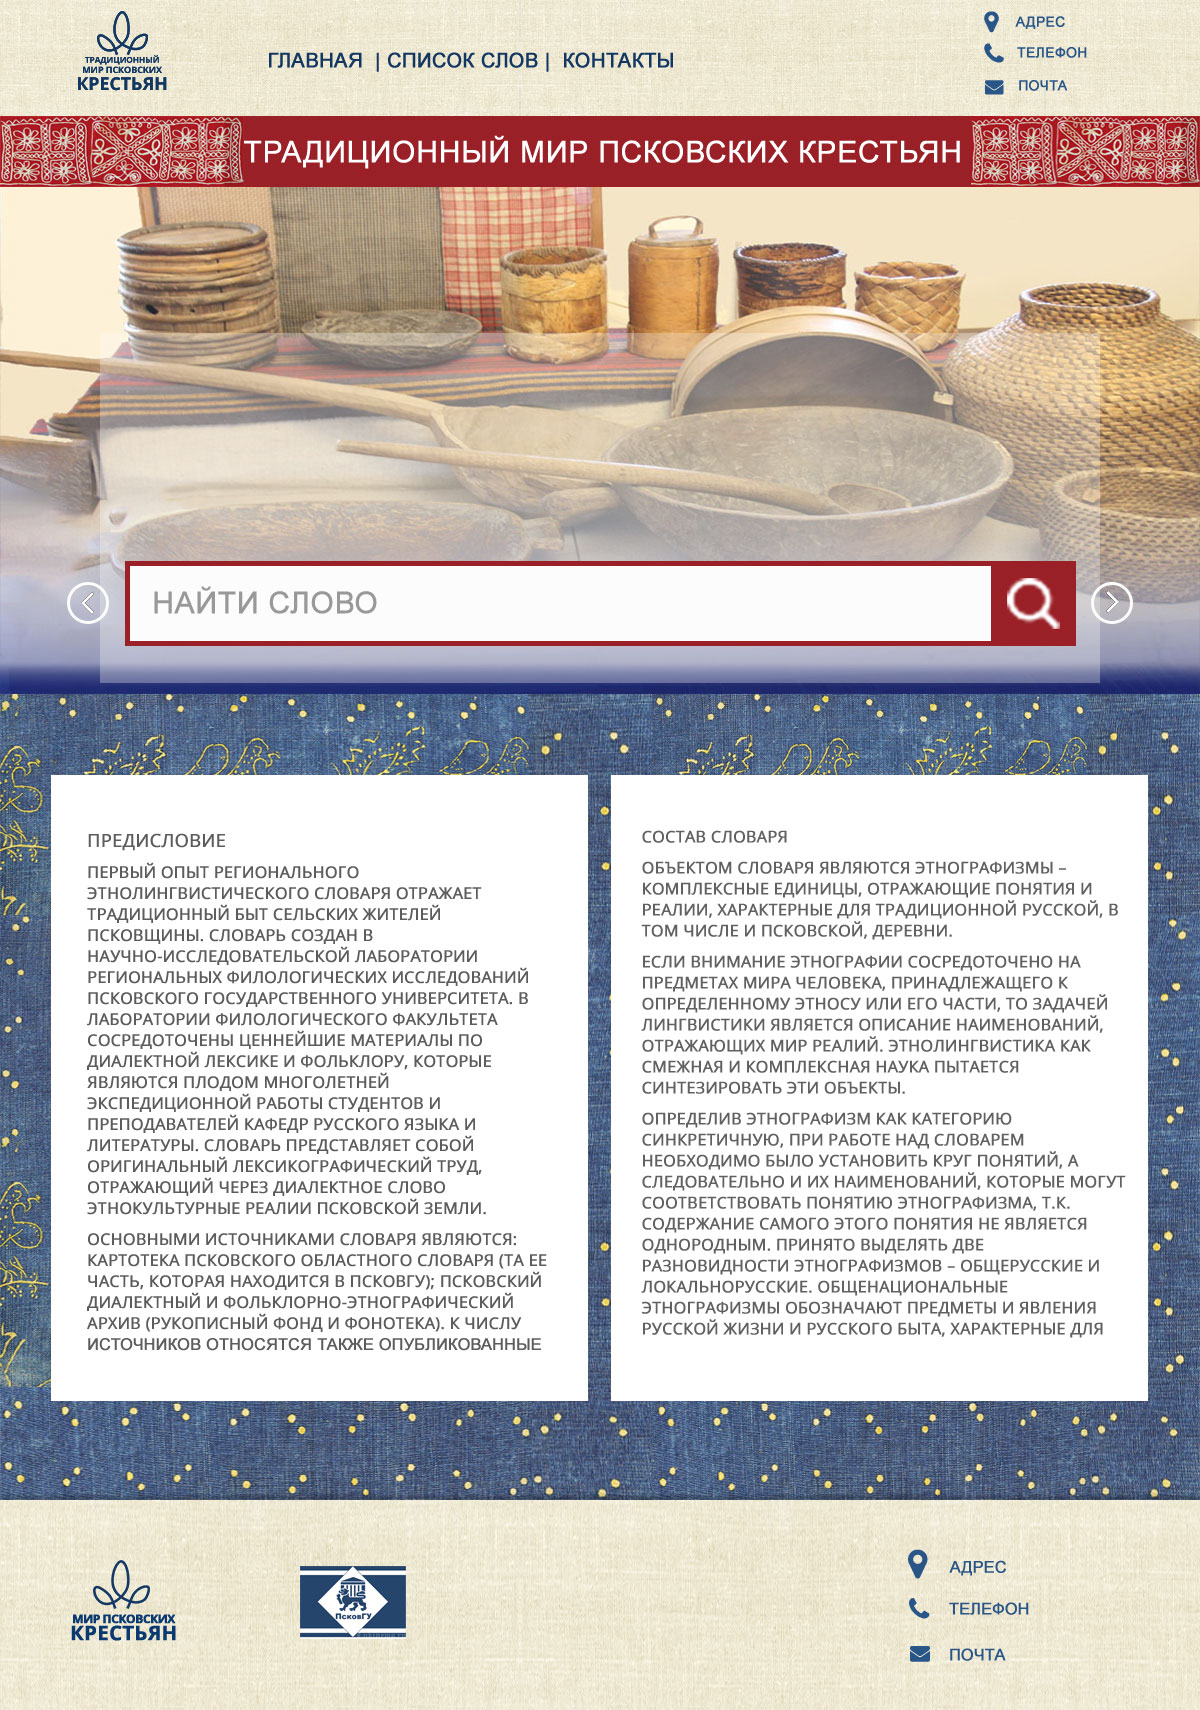 ТРАДИЦИОННЫЙ
МИР ПСКОВСКИХ
КРЕСТЬЯН
ГЛАВНАЯ | СПИСОК СЛОВ | КОНТАКТЫ
АДРЕС
ТЕЛЕФОН
ПОЧТА
ТРАДИЦИОННЫЙ МИР ПСКОВСКИХ КРЕСТЬЯН
НАЙТИ СЛОВО
ПРЕДИСЛОВИЕ
ПЕРВЫЙ ОПЫТ РЕГИОНАЛЬНОГО
ЭТНОЛИНГВИСТИЧЕСКОГО СЛОВАРЯ ОТРАЖАЕТ
ТРАДИЦИОННЫЙ БЫТ СЕЛЬСКИХ ЖИТЕЛЕЙ
ПСКОВЩИНЫ. СЛОВАРЬ СОЗДАН В
НАУЧНО-ИССЛЕДОВАТЕЛЬСКОЙ ЛАБОРАТОРИИ
РЕГИОНАЛЬНЫХ ФИЛОЛОГИЧЕСКИХ ИССЛЕДОВАНИЙ
ПСКОВСКОГО ГОСУДАРСТВЕННОГО УНИВЕРСИТЕТА. В
ЛАБОРАТОРИИ ФИЛОЛОГИЧЕСКОГО ФАКУЛЬТЕТА
СОСРЕДОТОЧЕНЫ ЦЕННЕЙШИЕ МАТЕРИАЛЫ ПО
ДИАЛЕКТНОЙ ЛЕКСИКЕ И ФОЛЬКЛОРУ, КОТОРЫЕ
ЯВЛЯЮТСЯ ПЛОДОМ МНОГОЛЕТНЕЙ
ЭКСПЕДИЦИОННОЙ РАБОТЫ СТУДЕНТОВ И
ПРЕПОДАВАТЕЛЕЙ КАФЕДР РУССКОГО ЯЗЫКА И
ЛИТЕРАТУРЫ. СЛОВАРЬ ПРЕДСТАВЛЯЕТ СОБОЙ
ОРИГИНАЛЬНЫЙ ЛЕКСИКОГРАФИЧЕСКИЙ ТРУД,
ОТРАЖАЮЩИЙ ЧЕРЕЗ ДИАЛЕКТНОЕ СЛОВО
ЭТНОКУЛЬТУРНЫЕ РЕАЛИИ ПСКОВСКОЙ ЗЕМЛИ.
ОСНОВНЫМИ ИСТОЧНИКАМИ СЛОВАРЯ ЯВЛЯЮТСЯ:
КАРТОТЕКА ПСКОВСКОГО ОБЛАСТНОГО СЛОВАРЯ (ТА ЕЕ
ЧАСТЬ, КОТОРАЯ НАХОДИТСЯ В ПСКОВГУ); ПСКОВСКИЙ
ДИАЛЕКТНЫЙ И ФОЛЬКЛОРНО-ЭТНОГРАФИЧЕСКИЙ
АРХИВ (РУКОПИСНЫЙ ФОНД И ФОНОТЕКА). К ЧИСЛУ
ИСТОЧНИКОВ ОТНОСЯТСЯ ТАКЖЕ ОПУБЛИКОВАННЫЕ
СОСТАВ СЛОВАРЯ
ОБЪЕКТОМ СЛОВАРЯ ЯВЛЯЮТСЯ ЭТНОГРАФИЗМЫ –
КОМПЛЕКСНЫЕ ЕДИНИЦЫ, ОТРАЖАЮЩИЕ ПОНЯТИЯ И
РЕАЛИИ, ХАРАКТЕРНЫЕ ДЛЯ ТРАДИЦИОННОЙ РУССКОЙ, В
ТОМ ЧИСЛЕ И ПСКОВСКОЙ, ДЕРЕВНИ.
ЕСЛИ ВНИМАНИЕ ЭТНОГРАФИИ СОСРЕДОТОЧЕНО НА
ПРЕДМЕТАХ МИРА ЧЕЛОВЕКА, ПРИНАДЛЕЖАЩЕГО К
ОПРЕДЕЛЕННОМУ ЭТНОСУ ИЛИ ЕГО ЧАСТИ, ТО ЗАДАЧЕЙ
ЛИНГВИСТИКИ ЯВЛЯЕТСЯ ОПИСАНИЕ НАИМЕНОВАНИЙ,
ОТРАЖАЮЩИХ МИР РЕАЛИЙ. ЭТНОЛИНГВИСТИКА КАК
СМЕЖНАЯ И КОМПЛЕКСНАЯ НАУКА ПЫТАЕТСЯ
СИНТЕЗИРОВАТЬ ЭТИ ОБЪЕКТЫ.
ОПРЕДЕЛИВ ЭТНОГРАФИЗМ КАК КАТЕГОРИЮ
СИНКРЕТИЧНУЮ, ПРИ РАБОТЕ НАД СЛОВАРЕМ
НЕОБХОДИМО БЫЛО УСТАНОВИТЬ КРУГ ПОНЯТИЙ, А
СЛЕДОВАТЕЛЬНО И ИХ НАИМЕНОВАНИЙ, КОТОРЫЕ МОГУТ
СООТВЕТСТВОВАТЬ ПОНЯТИЮ ЭТНОГРАФИЗМА, Т.К.
СОДЕРЖАНИЕ САМОГО ЭТОГО ПОНЯТИЯ НЕ ЯВЛЯЕТСЯ
ОДНОРОДНЫМ. ПРИНЯТО ВЫДЕЛЯТЬ ДВЕ
РАЗНОВИДНОСТИ ЭТНОГРАФИЗМОВ – ОБЩЕРУССКИЕ И
ЛОКАЛЬНОРУССКИЕ. ОБЩЕНАЦИОНАЛЬНЫЕ
ЭТНОГРАФИЗМЫ ОБОЗНАЧАЮТ ПРЕДМЕТЫ И ЯВЛЕНИЯ
РУССКОЙ ЖИЗНИ И РУССКОГО БЫТА, ХАРАКТЕРНЫЕ ДЛЯ
МИР ПСКОВСКИХ
КРЕСТЬЯН
ПсковГУ
АДРЕС
ТЕЛЕФОН
ПОЧТА